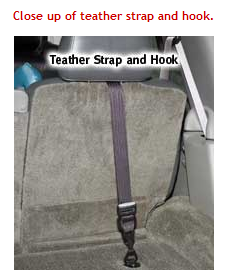 Close up of teather strap and hook.
Teather Strap and Hook